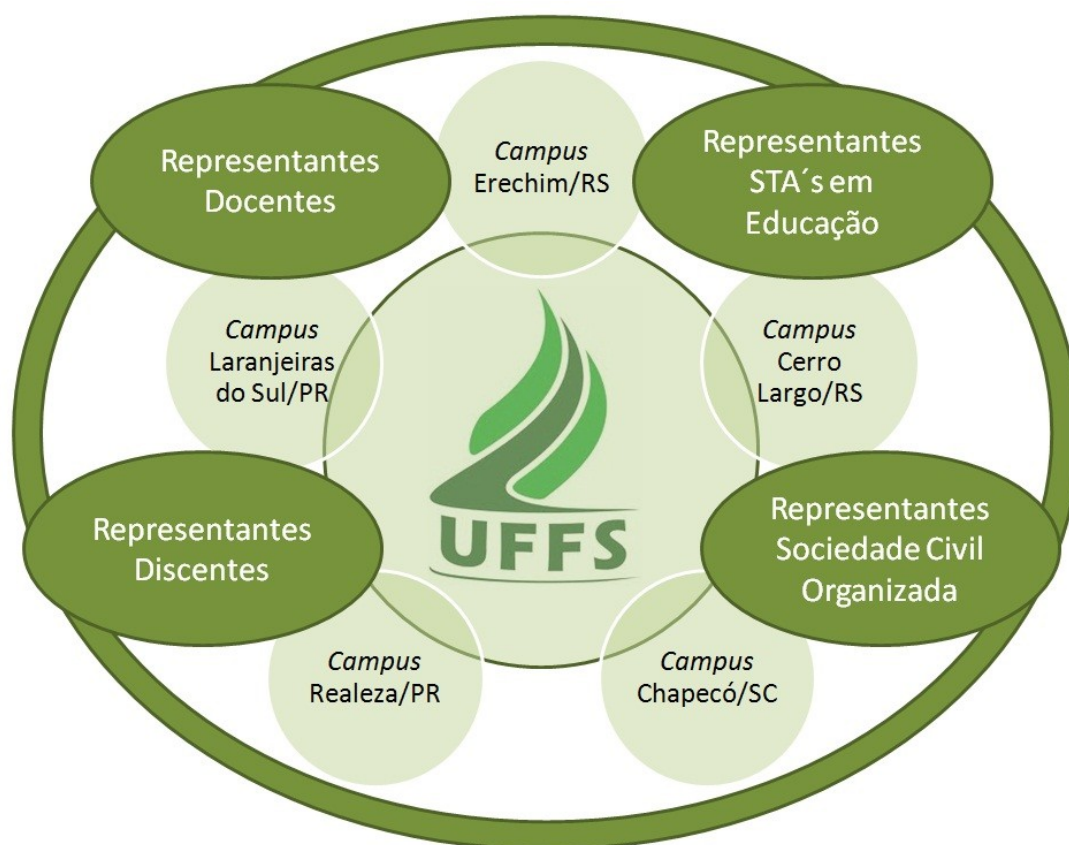 Representantes
Docentes
Campus
Erechim/RS
Representantes
STA´s em
Educação
Campus
Laranjeiras
do Sul/PR
Campus
Cerro
Largo/RS
UFFS
Representantes
Discentes
Representantes
Sociedade Civil
Organizada
Campus
Realeza/PR
Campus
Chapecó/SC